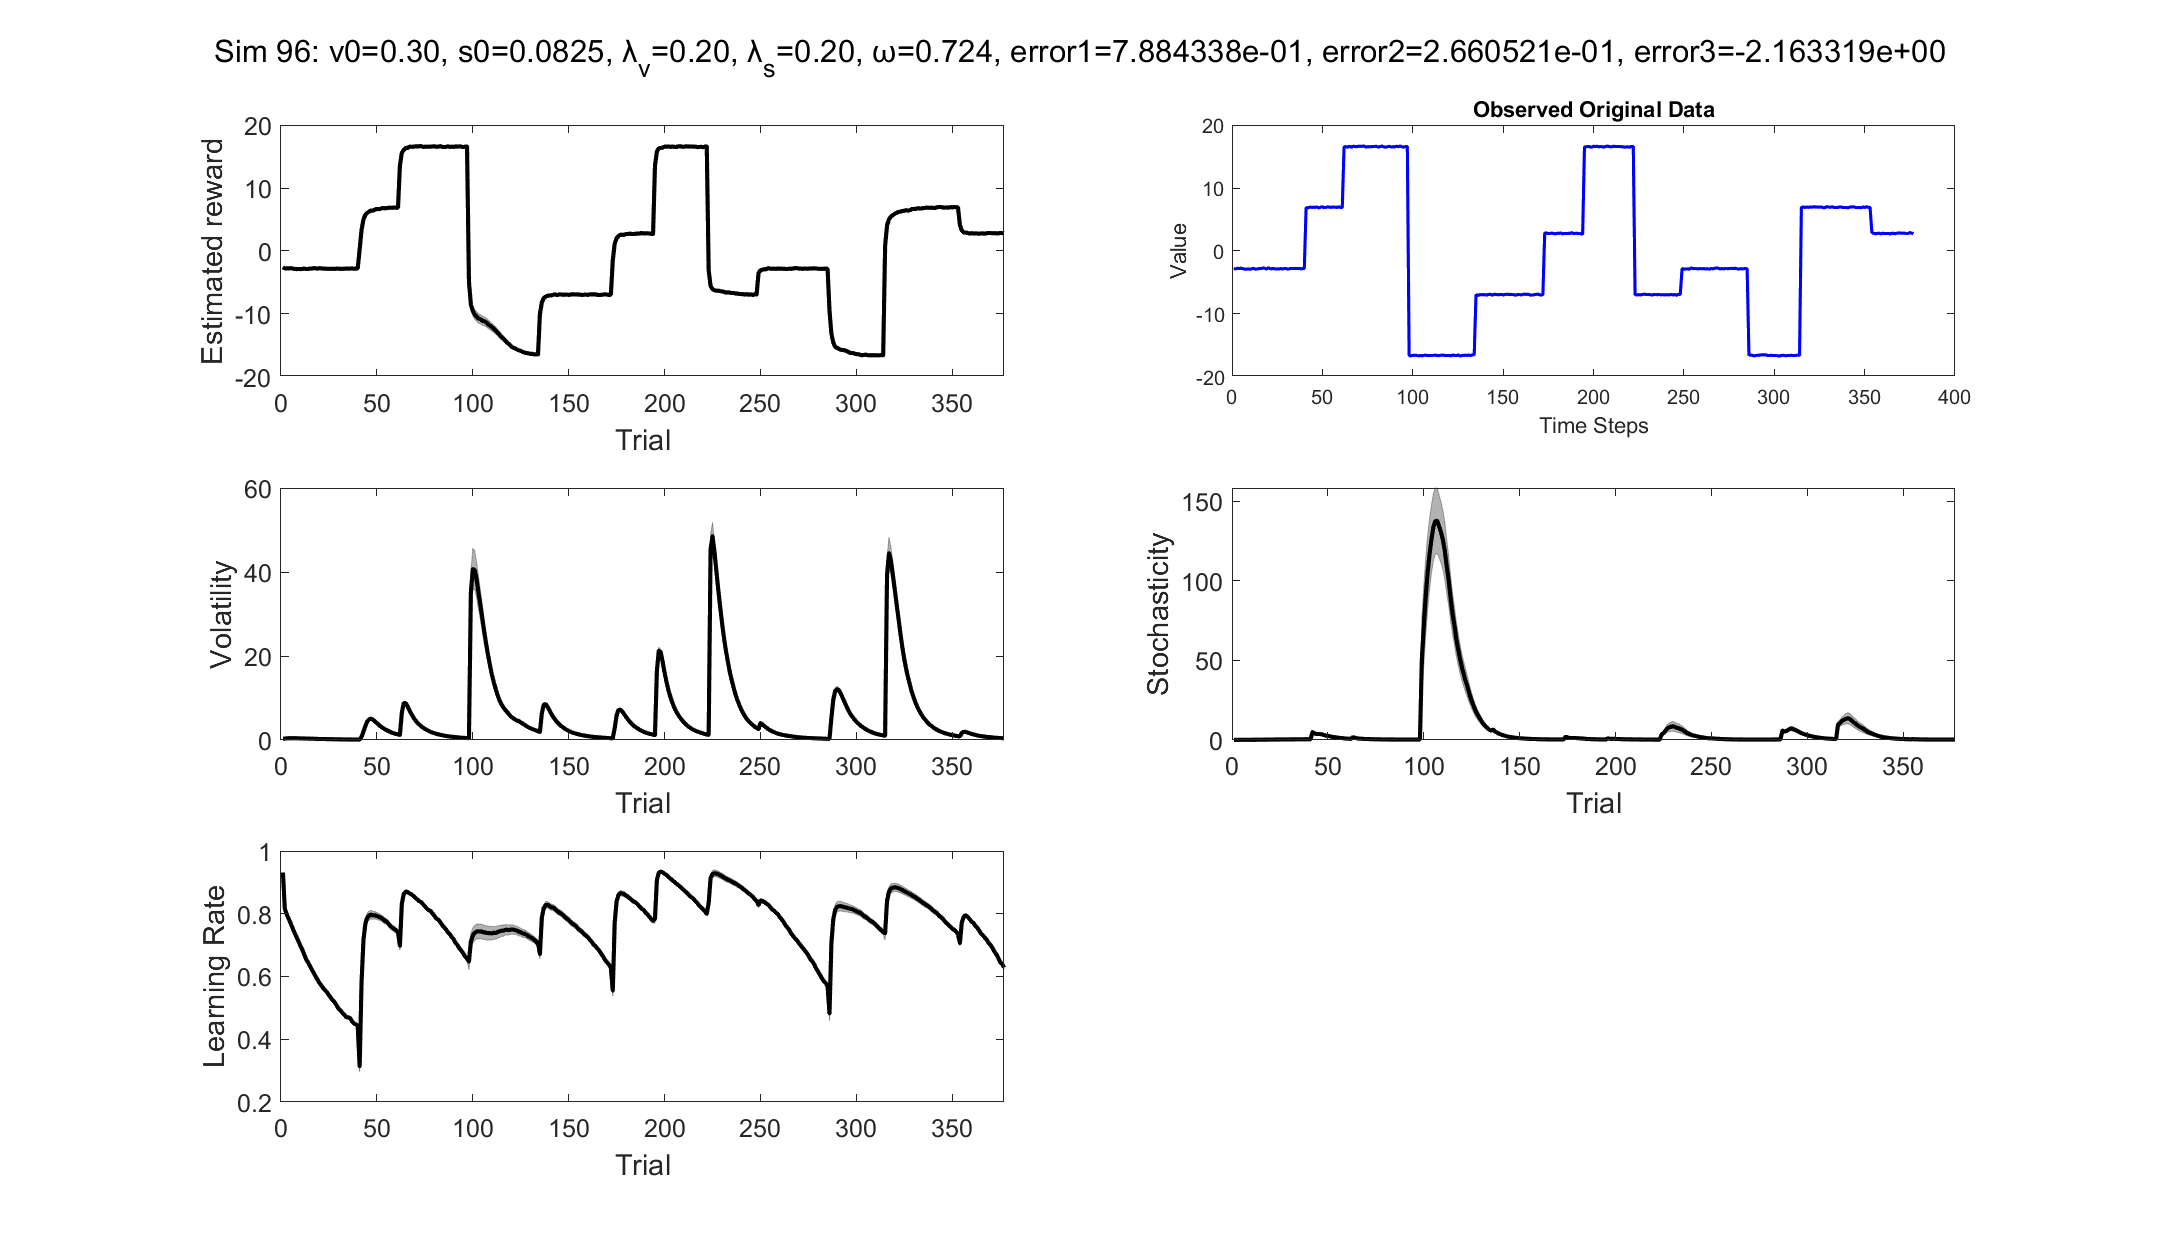 Sim 96: v0=0.30, s0=0.0825, λ_v=0.20, λ_s=0.20, ω=0.724, error1=7.884338e-01, error2=2.660521e-01, error3=-2.163319e+00
Estimated reward
20
10
0
-10
-20
0 50 100 150 200 250 300 350
Trial
Observed Original Data
Value
20
10
0
-10
-20
0 50 100 150 200 250 300 350 400
Time Steps
Volatility
60
40
20
0
0 50 100 150 200 250 300 350
Trial
Stochasticity
150
100
50
0
0 50 100 150 200 250 300 350
Trial
Learning Rate
1
0.8
0.6
0.4
0.2
0 50 100 150 200 250 300 350
Trial